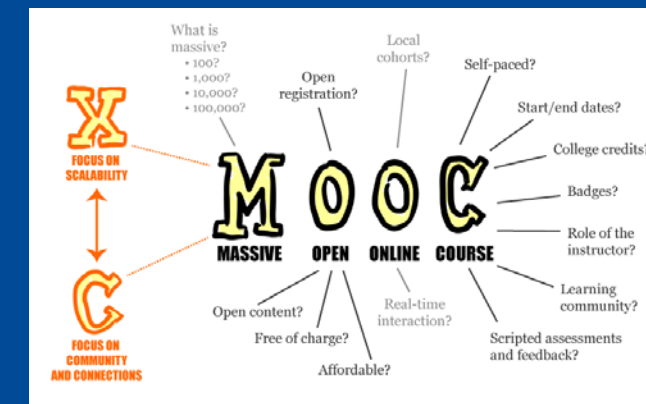 What is
massive?
• 100?
• 1,000?
• 10,000?
• 100,000?
Open
registration?
Local
cohorts?
Self-paced?
Start/end dates?
College credits?
Badges?
Role of the
instructor?
Learning
community?
Scripted assessments
and feedback?
X
FOCUS ON
SCALABILITY
C
FOCUS ON
COMMUNITY
AND CONNECTIONS
MOOC
MASSIVE OPEN ONLINE COURSE
Open content?
Free of charge?
Affordable?
Real-time
interaction?